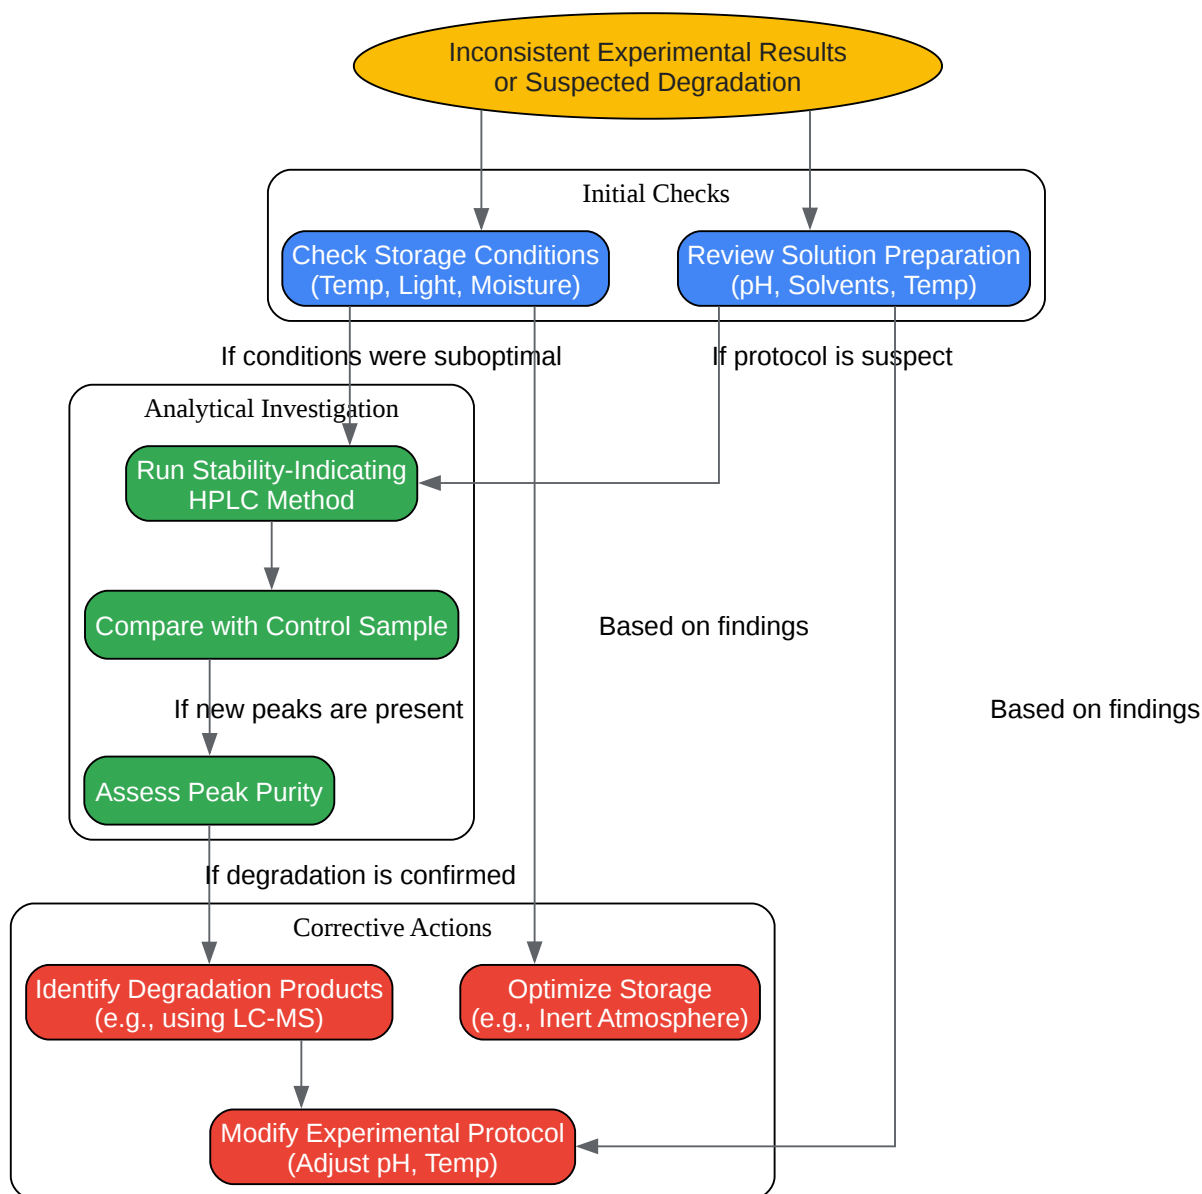 Inconsistent Experimental Results
or Suspected Degradation
Initial Checks
Check Storage Conditions
(Temp, Light, Moisture)
Review Solution Preparation
(pH, Solvents, Temp)
If conditions were suboptimal
If protocol is suspect
Analytical Investigation
Run Stability-Indicating
HPLC Method
Compare with Control Sample
Based on findings
If new peaks are present
Based on findings
Assess Peak Purity
If degradation is confirmed
Corrective Actions
Identify Degradation Products
(e.g., using LC-MS)
Optimize Storage
(e.g., Inert Atmosphere)
Modify Experimental Protocol
(Adjust pH, Temp)